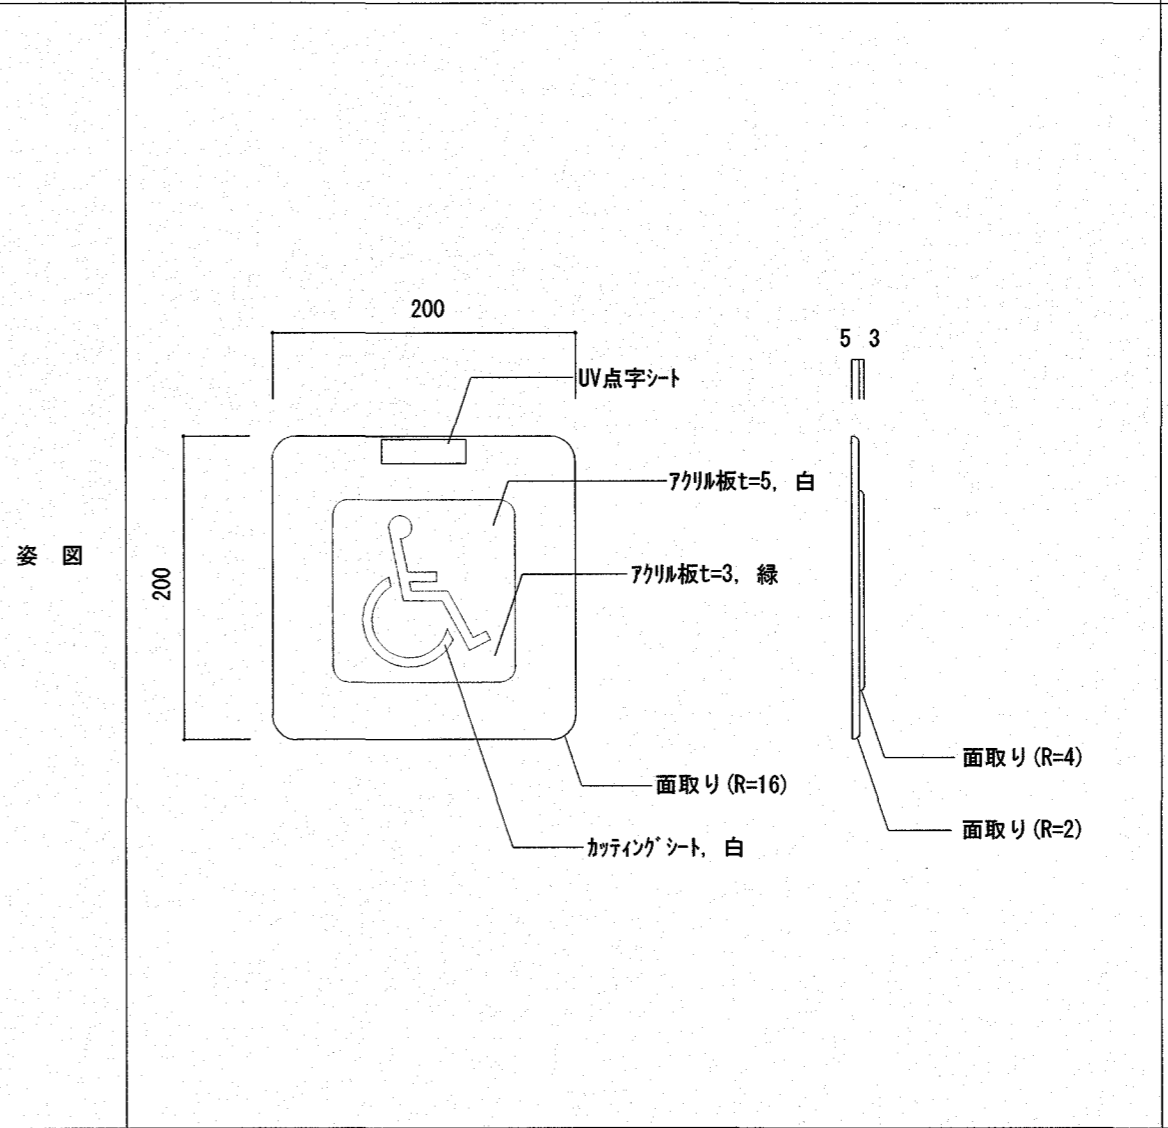 200
5 3
UV点字ｼｰﾄ
ｱｸﾘﾙ板t=5, 白
姿 図
200
ｱｸﾘﾙ板t=3, 緑
面取り(R=4)
面取り(R=16)
面取り(R=2)
ｶｯﾃｨﾝｸﾞｼｰﾄ, 白